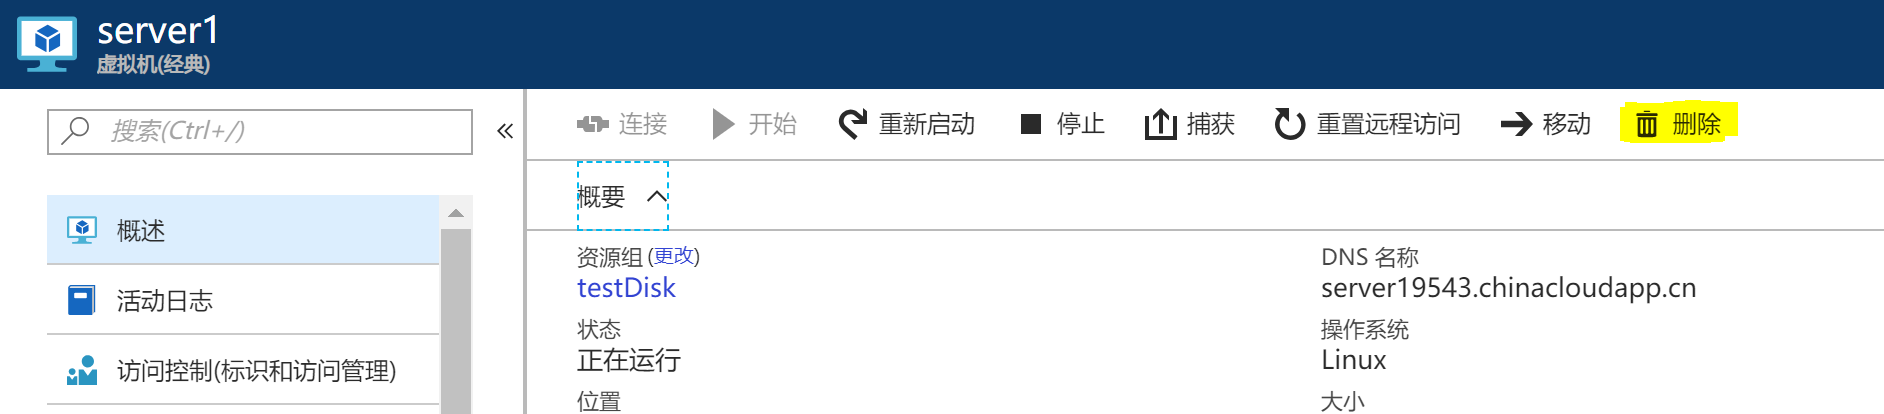 server1
虚拟机(经典)
搜索(Ctrl+/)
«
连接 开始 重新启动 停止 捕获 重置远程访问 移动 删除
概要
概述
活动日志
访问控制(标识和访问管理)
资源组 (更改)
testDisk
状态
正在运行
位置
DNS 名称
server19543.chinacloudapp.cn
操作系统
Linux
大小